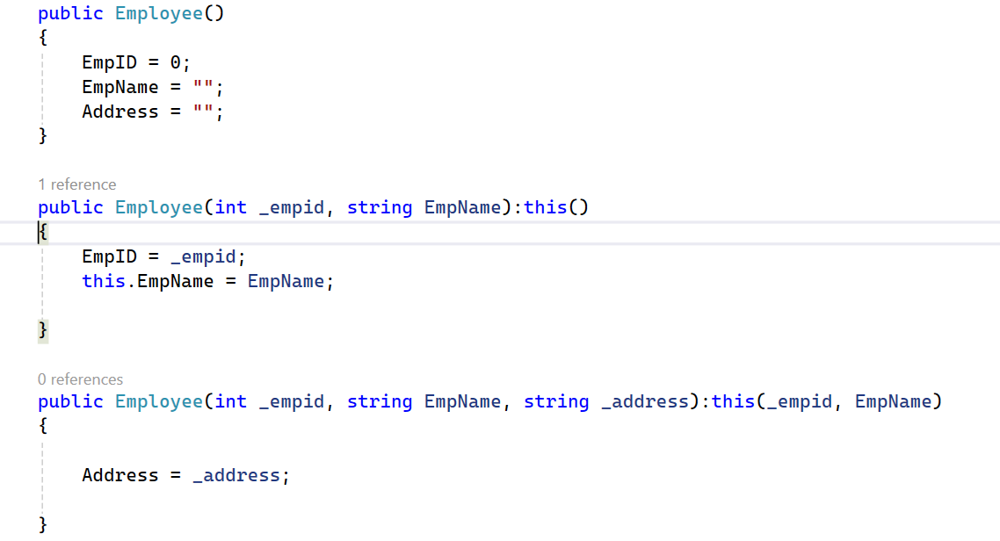 public Employee()
{
EmpID = 0;
EmpName = "";
Address = "";
}
1 reference
public Employee(int _empid, string EmpName):this()
{
EmpID = _empid;
this.EmpName = EmpName;
}
0 references
public Employee(int _empid, string EmpName, string _address):this(_empid, EmpName)
{
Address = _address;
}